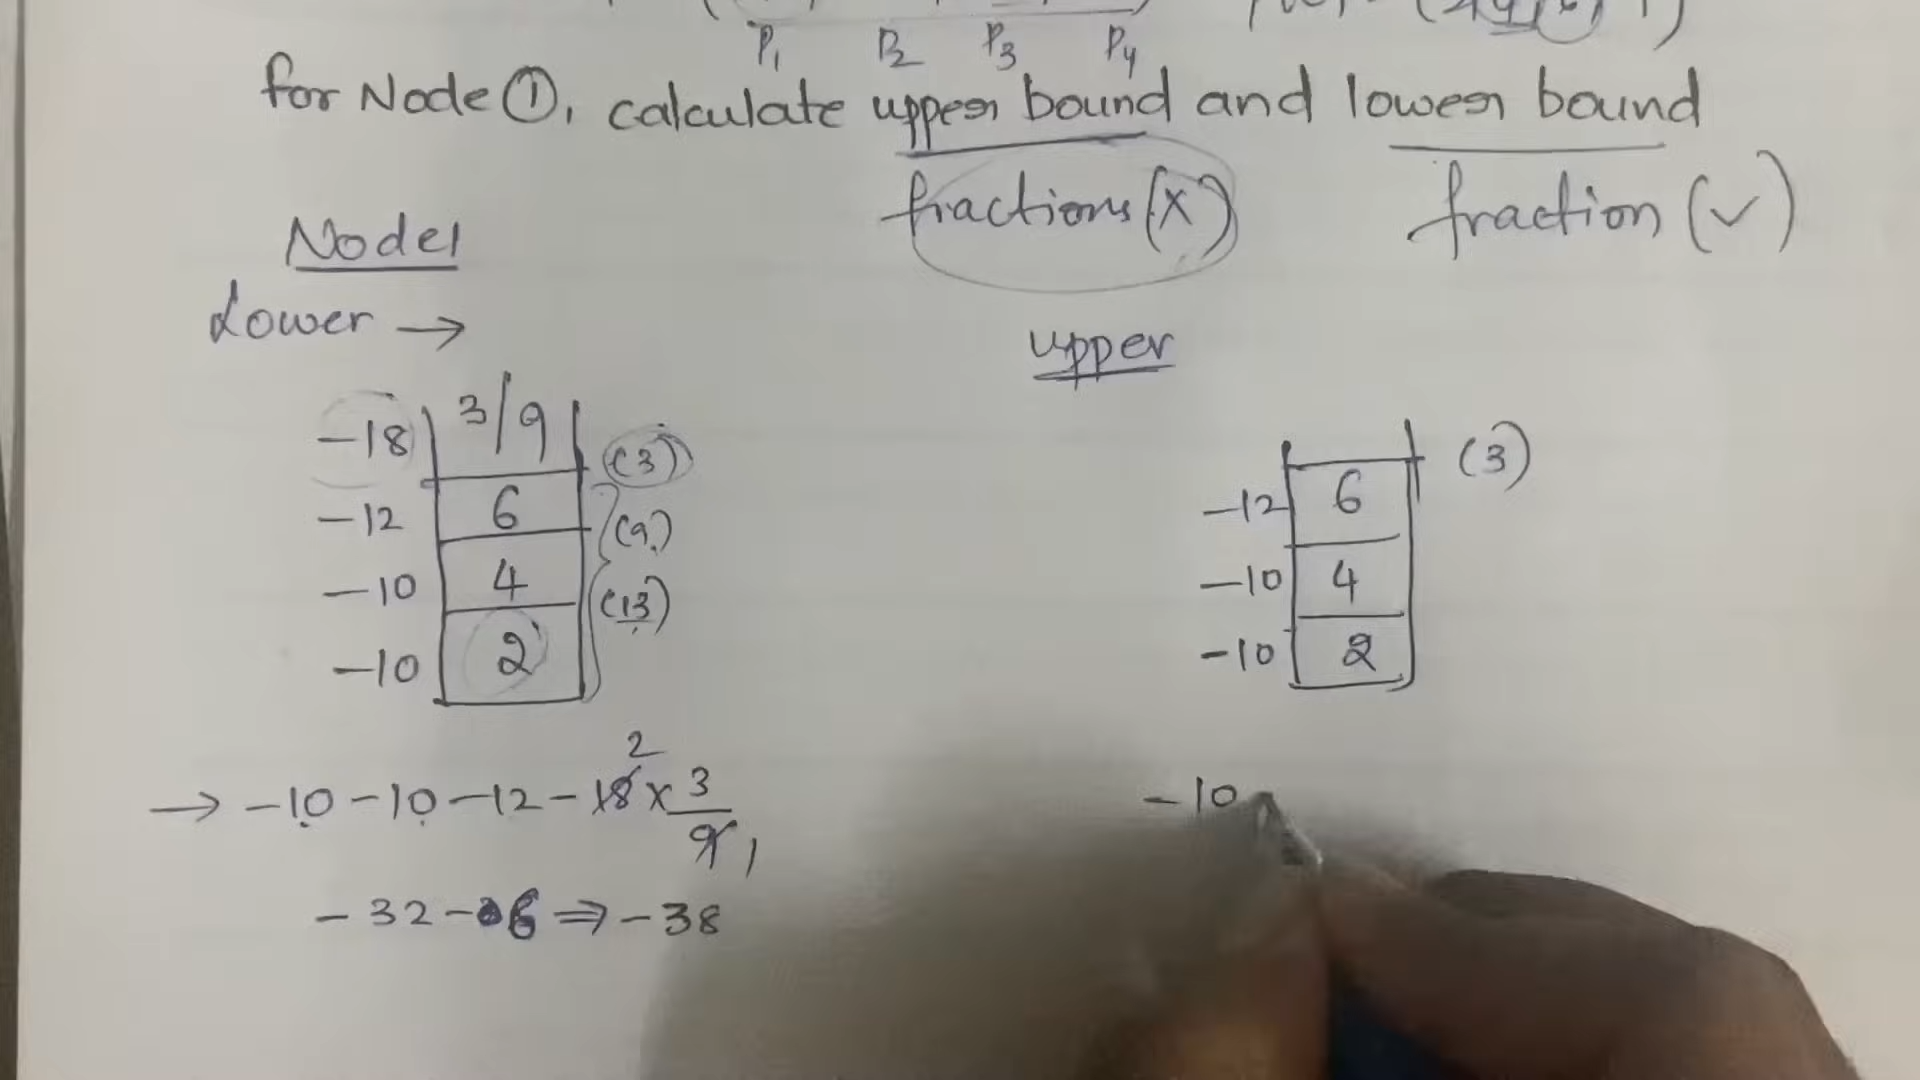 P1 P2 P3 P4
for Node ①, calculate upper bound and lower bound
fractions (x) fraction (✓)
Node1
Lower →
upper
-18 3/9 (3)
-12 6 (9)
-10 4 (13)
-10 2
-12 6 (3)
-10 4
-10 2
→ -10 -10 -12 - 18 2 x 3/9 1
-32 - 6 ⇒ -38
-10